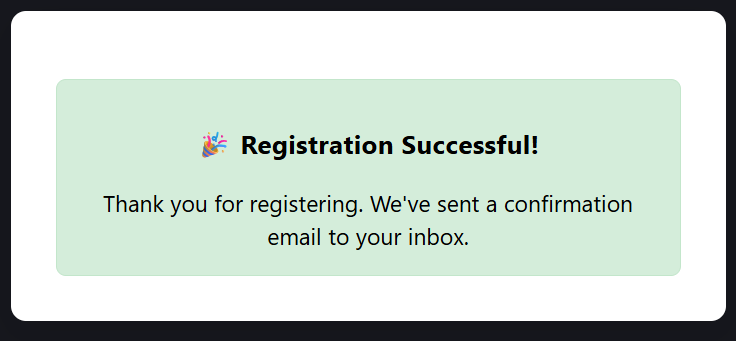 🎉 Registration Successful!
Thank you for registering. We've sent a confirmation
email to your inbox.